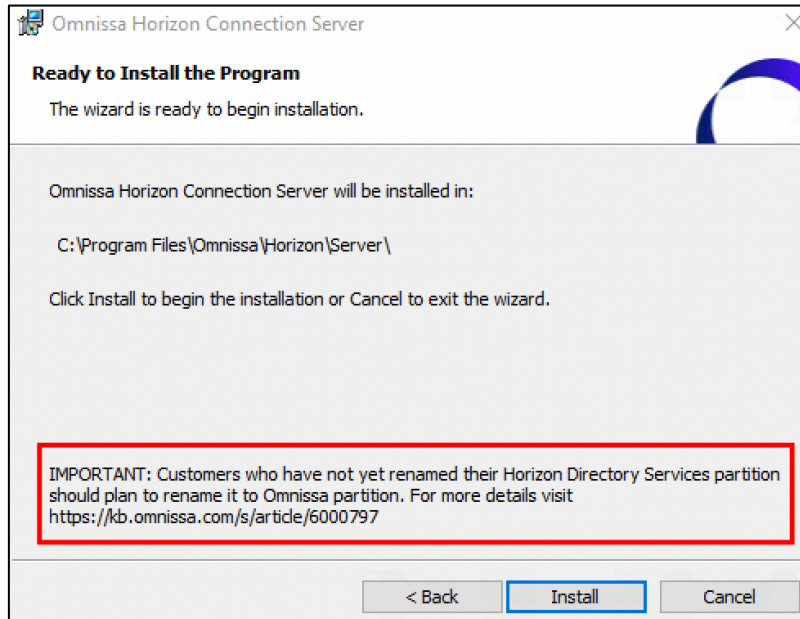 Omnissa Horizon Connection Server
Ready to Install the Program
The wizard is ready to begin installation.
Omnissa Horizon Connection Server will be installed in:
C:\Program Files\Omnissa\Horizon\Server\
Click Install to begin the installation or Cancel to exit the wizard.
IMPORTANT: Customers who have not yet renamed their Horizon Directory Services partition
should plan to rename it to Omnissa partition. For more details visit
https://kb.omnissa.com/s/article/6000797
< Back Install Cancel